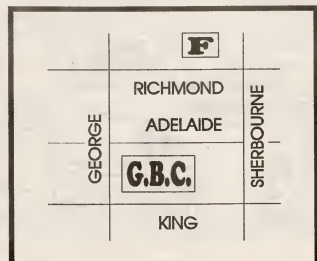 F
RICHMOND
ADELAIDE
GEORGE
SHERBOURNE
G.B.C.
KING